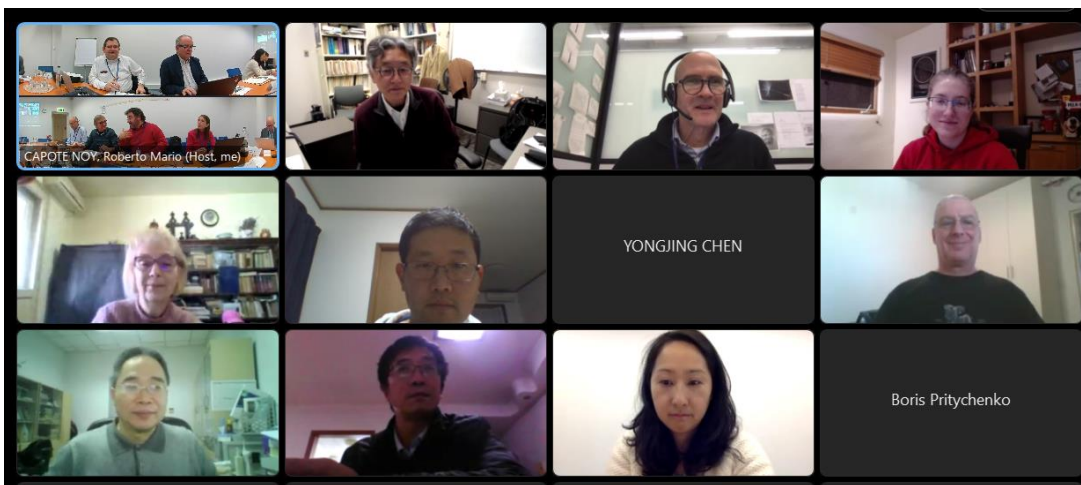 CAPOTE NOY, Roberto Mario (Host, me)
YONGJING CHEN
Boris Pritychenko